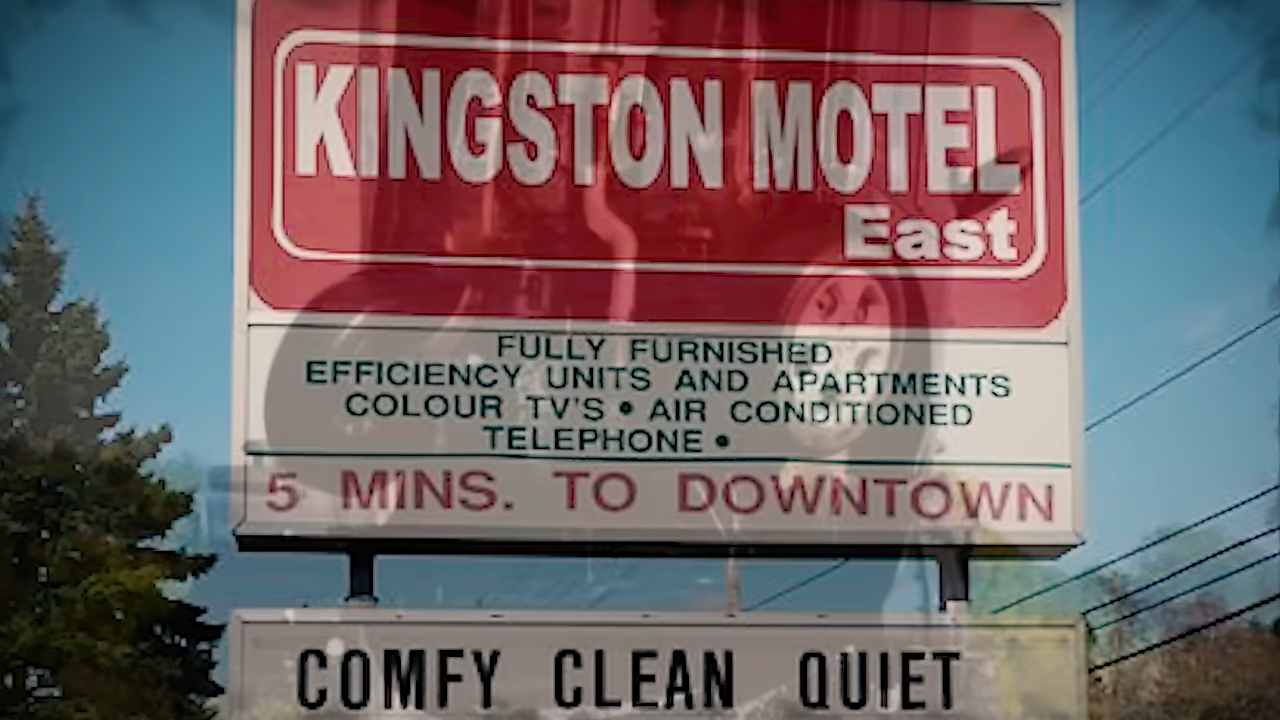 KINGSTON MOTEL
East
FULLY FURNISHED
EFFICIENCY UNITS AND APARTMENTS
COLOUR TV'S • AIR CONDITIONED
TELEPHONE •
5 MINS. TO DOWNTOWN
COMFY CLEAN QUIET